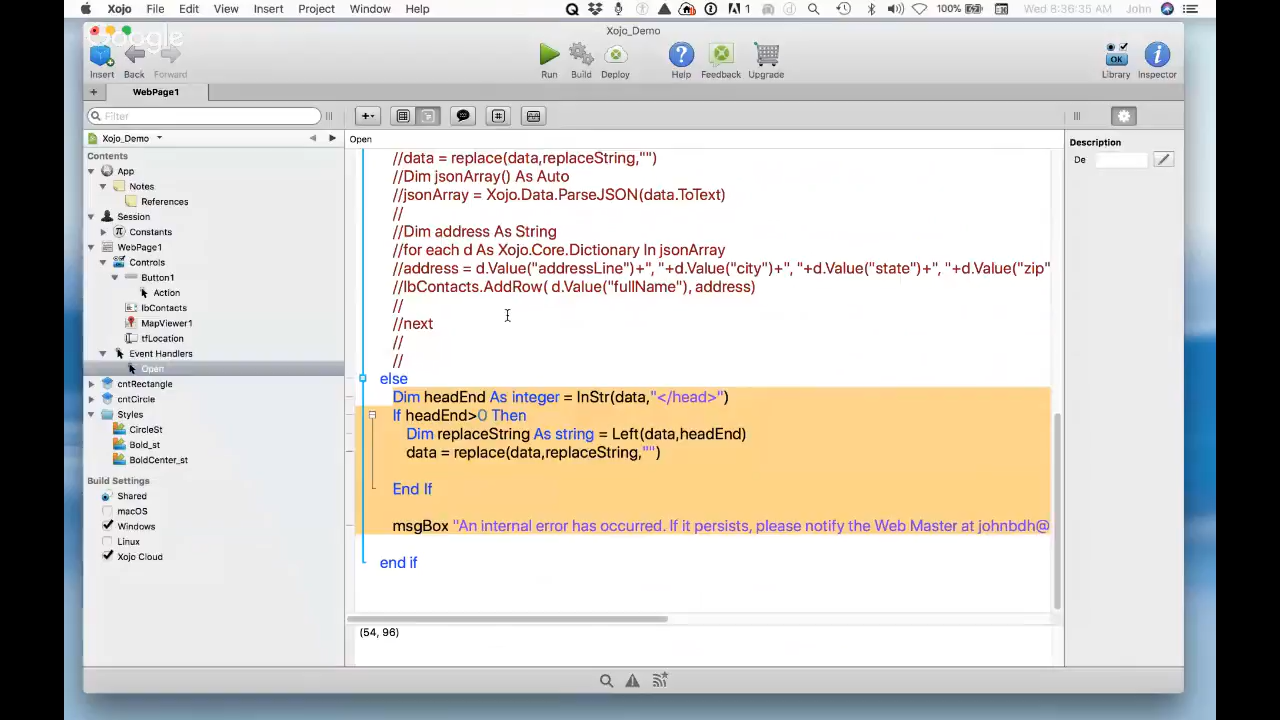 Xojo File Edit View Insert Project Window Help 1 100% Wed 8:36:35 AM John
Google
Xojo_Demo
Insert Back Forward Run Build Deploy Help Feedback Upgrade OK Library Inspector
WebPage1
Filter
Xojo_Demo
Open
Contents
App
Notes
References
Session
Constants
WebPage1
Controls
Button1
Action
lbContacts
MapViewer1
tfLocation
Event Handlers
Open
cntRectangle
cntCircle
Styles
CircleSt
Bold_st
BoldCenter_st
Build Settings
Shared
macOS
Windows
Linux
Xojo Cloud
//data = replace(data,replaceString,"")
//Dim jsonArray() As Auto
//jsonArray = Xojo.Data.ParseJSON(data.ToText)
//
//Dim address As String
//for each d As Xojo.Core.Dictionary In jsonArray
//address = d.Value("addressLine")+", "+d.Value("city")+", "+d.Value("state")+", "+d.Value("zip"
//lbContacts.AddRow( d.Value("fullName"), address)
//
//next
//
//
else
Dim headEnd As integer = InStr(data,"</head>")
If headEnd>0 Then
Dim replaceString As string = Left(data,headEnd)
data = replace(data,replaceString,"")
End If
msgBox "An internal error has occurred. If it persists, please notify the Web Master at johnbdh@
end if
(54, 96)
Description
De